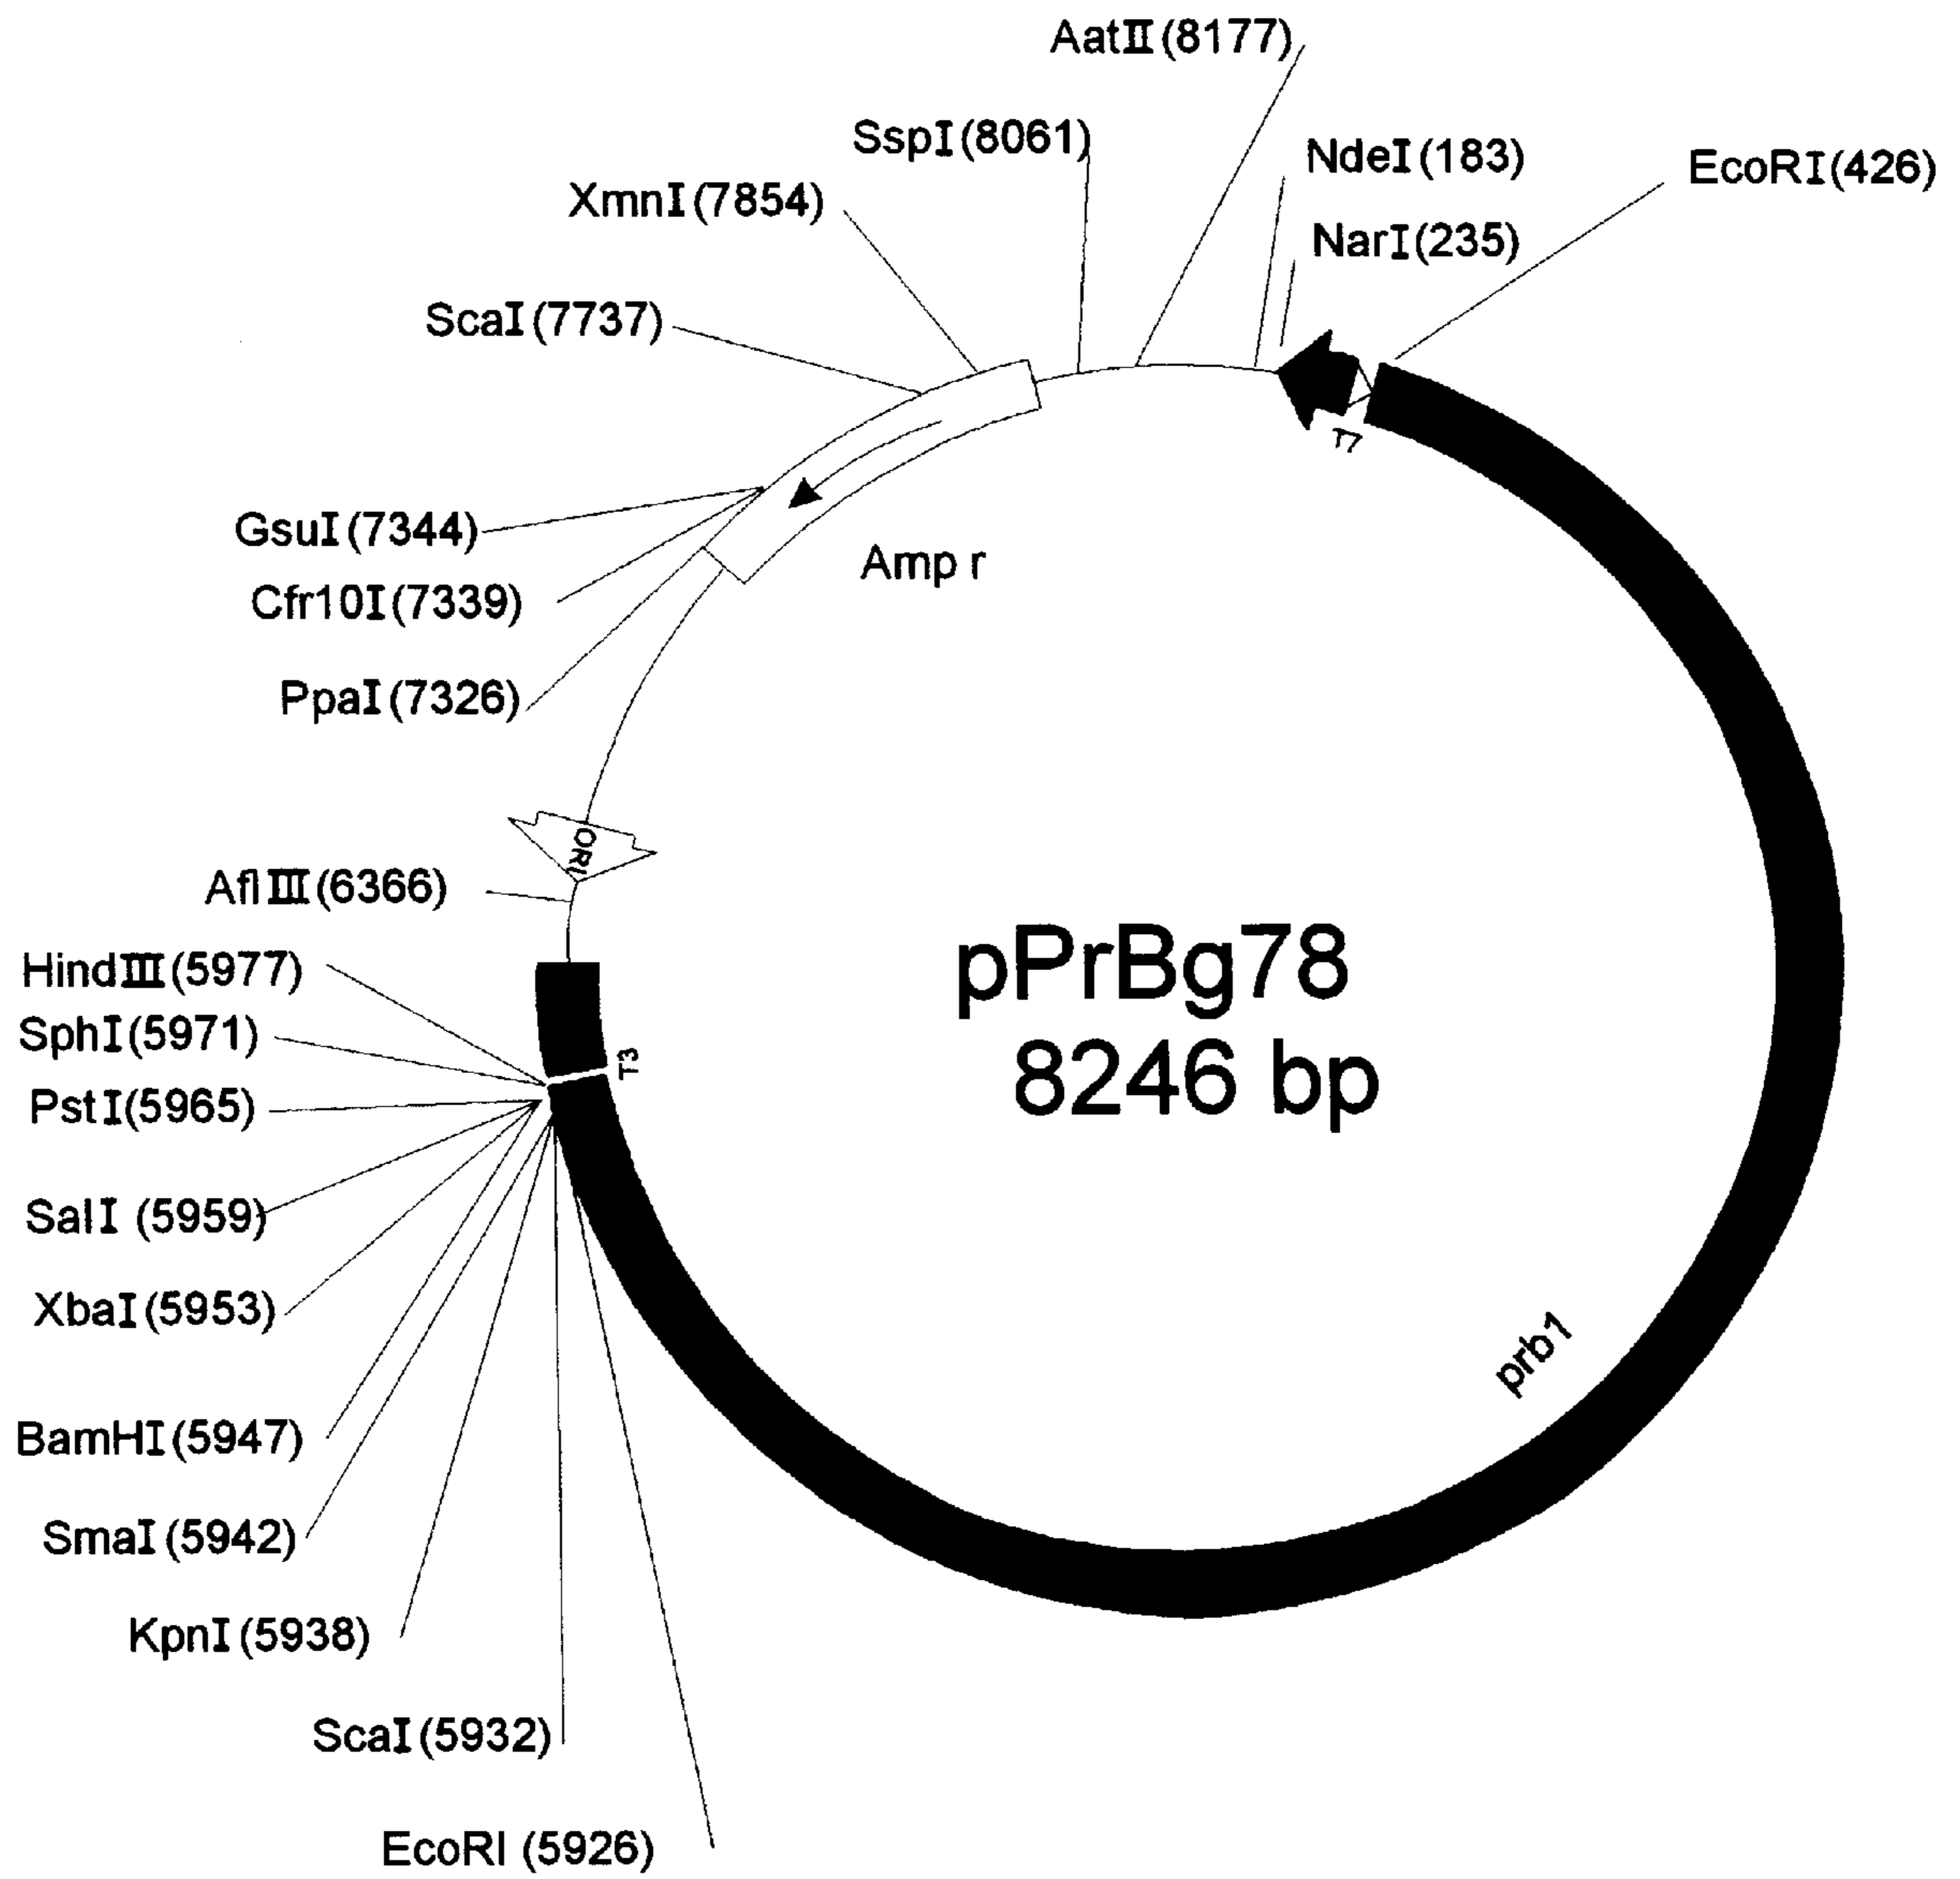 AatII(8177)
SspI(8061)
NdeI(183)
EcoRI(426)
XmnI(7854)
NarI(235)
ScaI(7737)
T7
GsuI(7344)
Amp r
Cfr10I(7339)
PpaI(7326)
ORI
AflIII(6366)
pPrBg78
8246 bp
HindIII(5977)
SphI(5971)
T3
PstI(5965)
SalI (5959)
XbaI(5953)
prb1
BamHI(5947)
SmaI(5942)
KpnI(5938)
ScaI(5932)
EcoRI (5926)